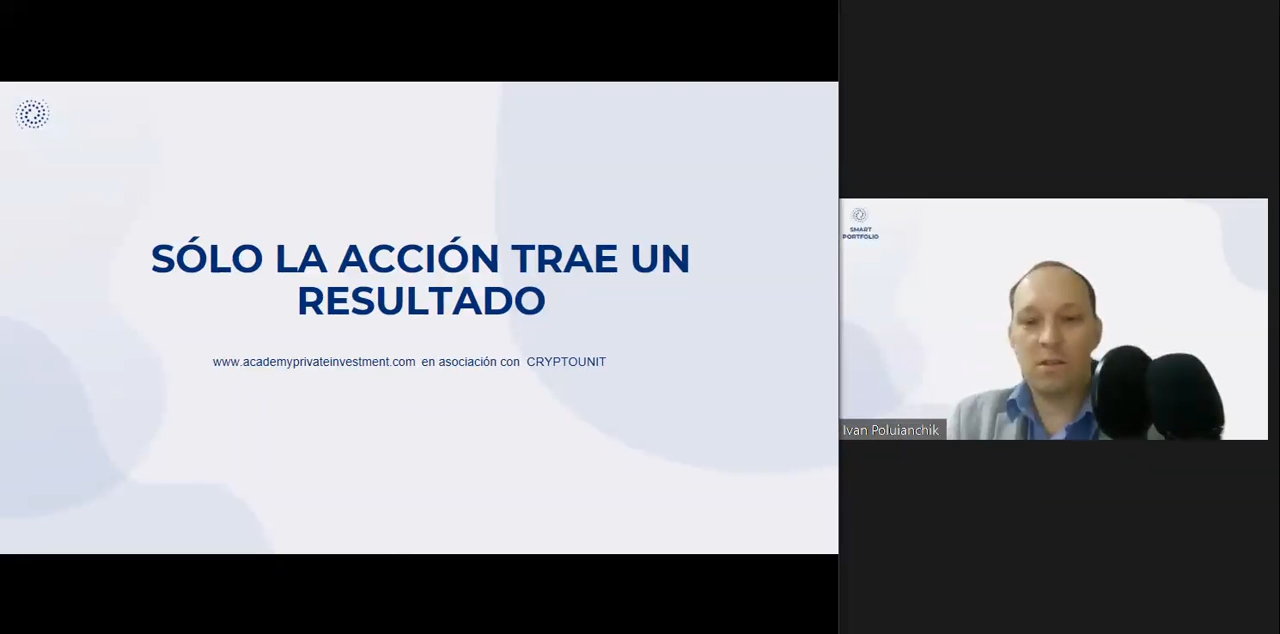 SÓLO LA ACCIÓN TRAE UN
RESULTADO
www.academyprivateinvestment.com en asociación con CRYPTOUNIT
SMART
PORTFOLIO
Ivan Poluianchik